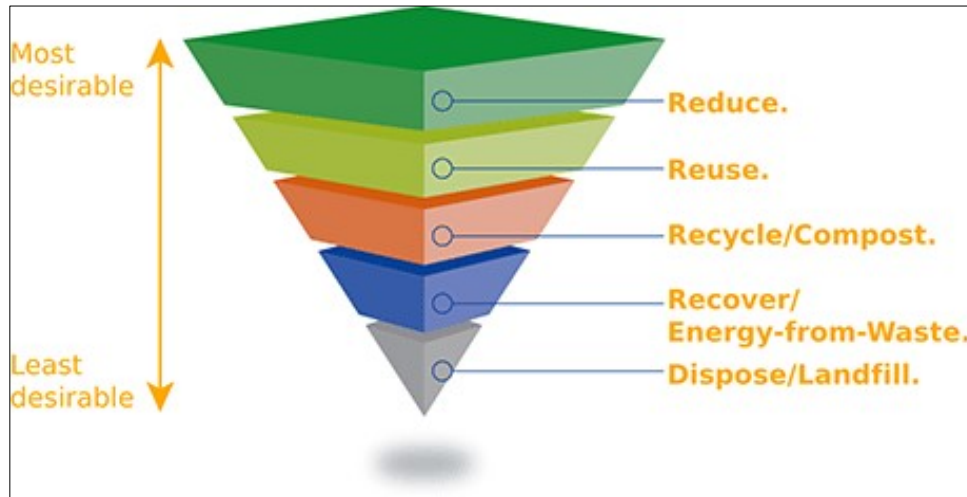 Most
desirable
Reduce.
Reuse.
Recycle/Compost.
Recover/
Energy-from-Waste.
Least
desirable
Dispose/Landfill.